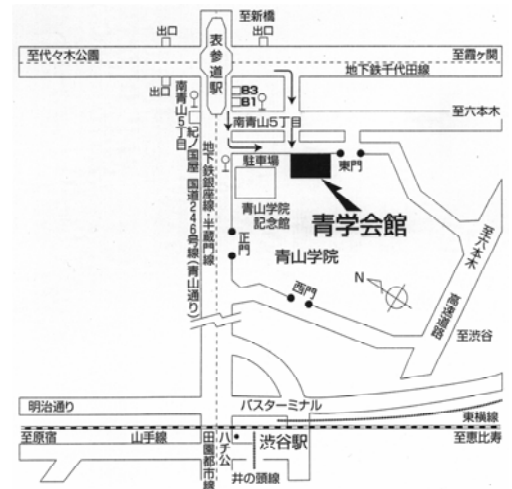 至新橋
出口
出口
表参道駅
至代々木公園
至霞ヶ関
地下鉄千代田線
出口
B3
B1
南青山5丁目
南青山5丁目
至六本木
紀ノ国屋
国道246号線(青山通り)
地下鉄銀座線・半蔵門線
駐車場
東門
青山学院
記念館
青学会館
正門
青山学院
至六本木
N
西門
高速道路
至渋谷
明治通り
バスターミナル
東横線
至原宿
山手線
田園都市線
ハチ公
渋谷駅
至恵比寿
井の頭線